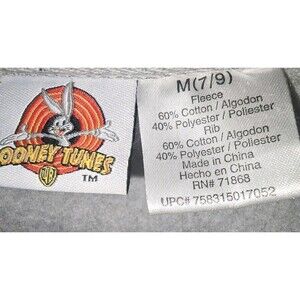 LOONEY TUNES
WB
TM
M(7/9)
Fleece
60% Cotton / Algodon
40% Polyester / Poliester
Rib
60% Cotton / Algodon
40% Polyester / Poliester
Made in China
Hecho en China
RN# 71868
UPC# 758315017052